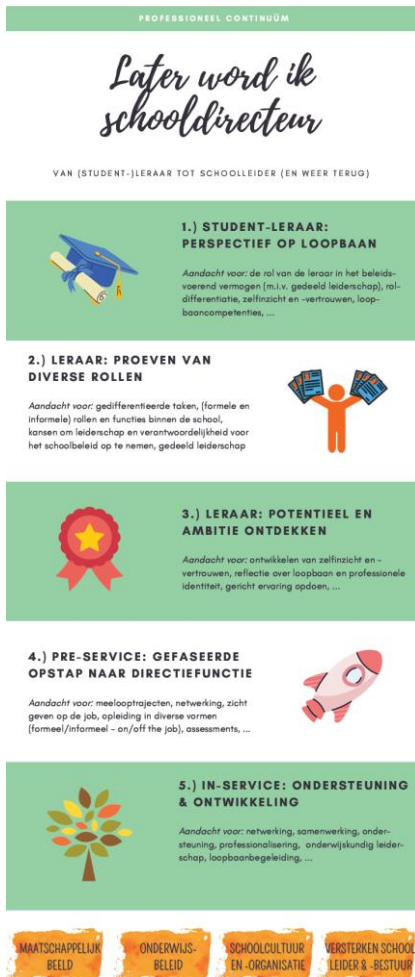 PROFESSIONEEL CONTINUÜM
Later word ik
schooldirecteur
VAN (STUDENT-)LERAAR TOT SCHOOLLEIDER (EN WEER TERUG)
1.) STUDENT-LERAAR:
PERSPECTIEF OP LOOPBAAN
Aandacht voor: de rol van de leraar in het beleids-
voerend vermogen (m.i.v. gedeeld leiderschap), rol-
differentiatie, zelfinzicht en -vertrouwen, loop-
baancompetenties, ...
2.) LERAAR: PROEVEN VAN
DIVERSE ROLLEN
Aandacht voor: gedifferentieerde taken, (formele en
informele) rollen en functies binnen de school,
kansen om leiderschap en verantwoordelijkheid voor
het schoolbeleid op te nemen, gedeeld leiderschap
3.) LERAAR: POTENTIEEL EN
AMBITIE ONTDEKKEN
Aandacht voor: ontwikkelen van zelfinzicht en -
vertrouwen, reflectie over loopbaan en professionele
identiteit, gericht ervaring opdoen, ...
4.) PRE-SERVICE: GEFASEERDE
OPSTAP NAAR DIRECTIEFUNCTIE
Aandacht voor: meelooptrajecten, networking, zicht
geven op de job, opleiding in diverse vormen
(formeel/informeel - on/off the job), assessments, ...
5.) IN-SERVICE: ONDERSTEUNING
& ONTWIKKELING
Aandacht voor: networking, samenwerking, onder-
steuning, professionalisering, onderwijskundig leider-
schap, loopbaanbegeleiding, ...
MAATSCHAPPELIJK
BEELD
ONDERWIJS-
BELEID
SCHOOLCULTUUR
EN -ORGANISATIE
VERSTERKEN SCHOOL
LEIDER & -BESTUUR